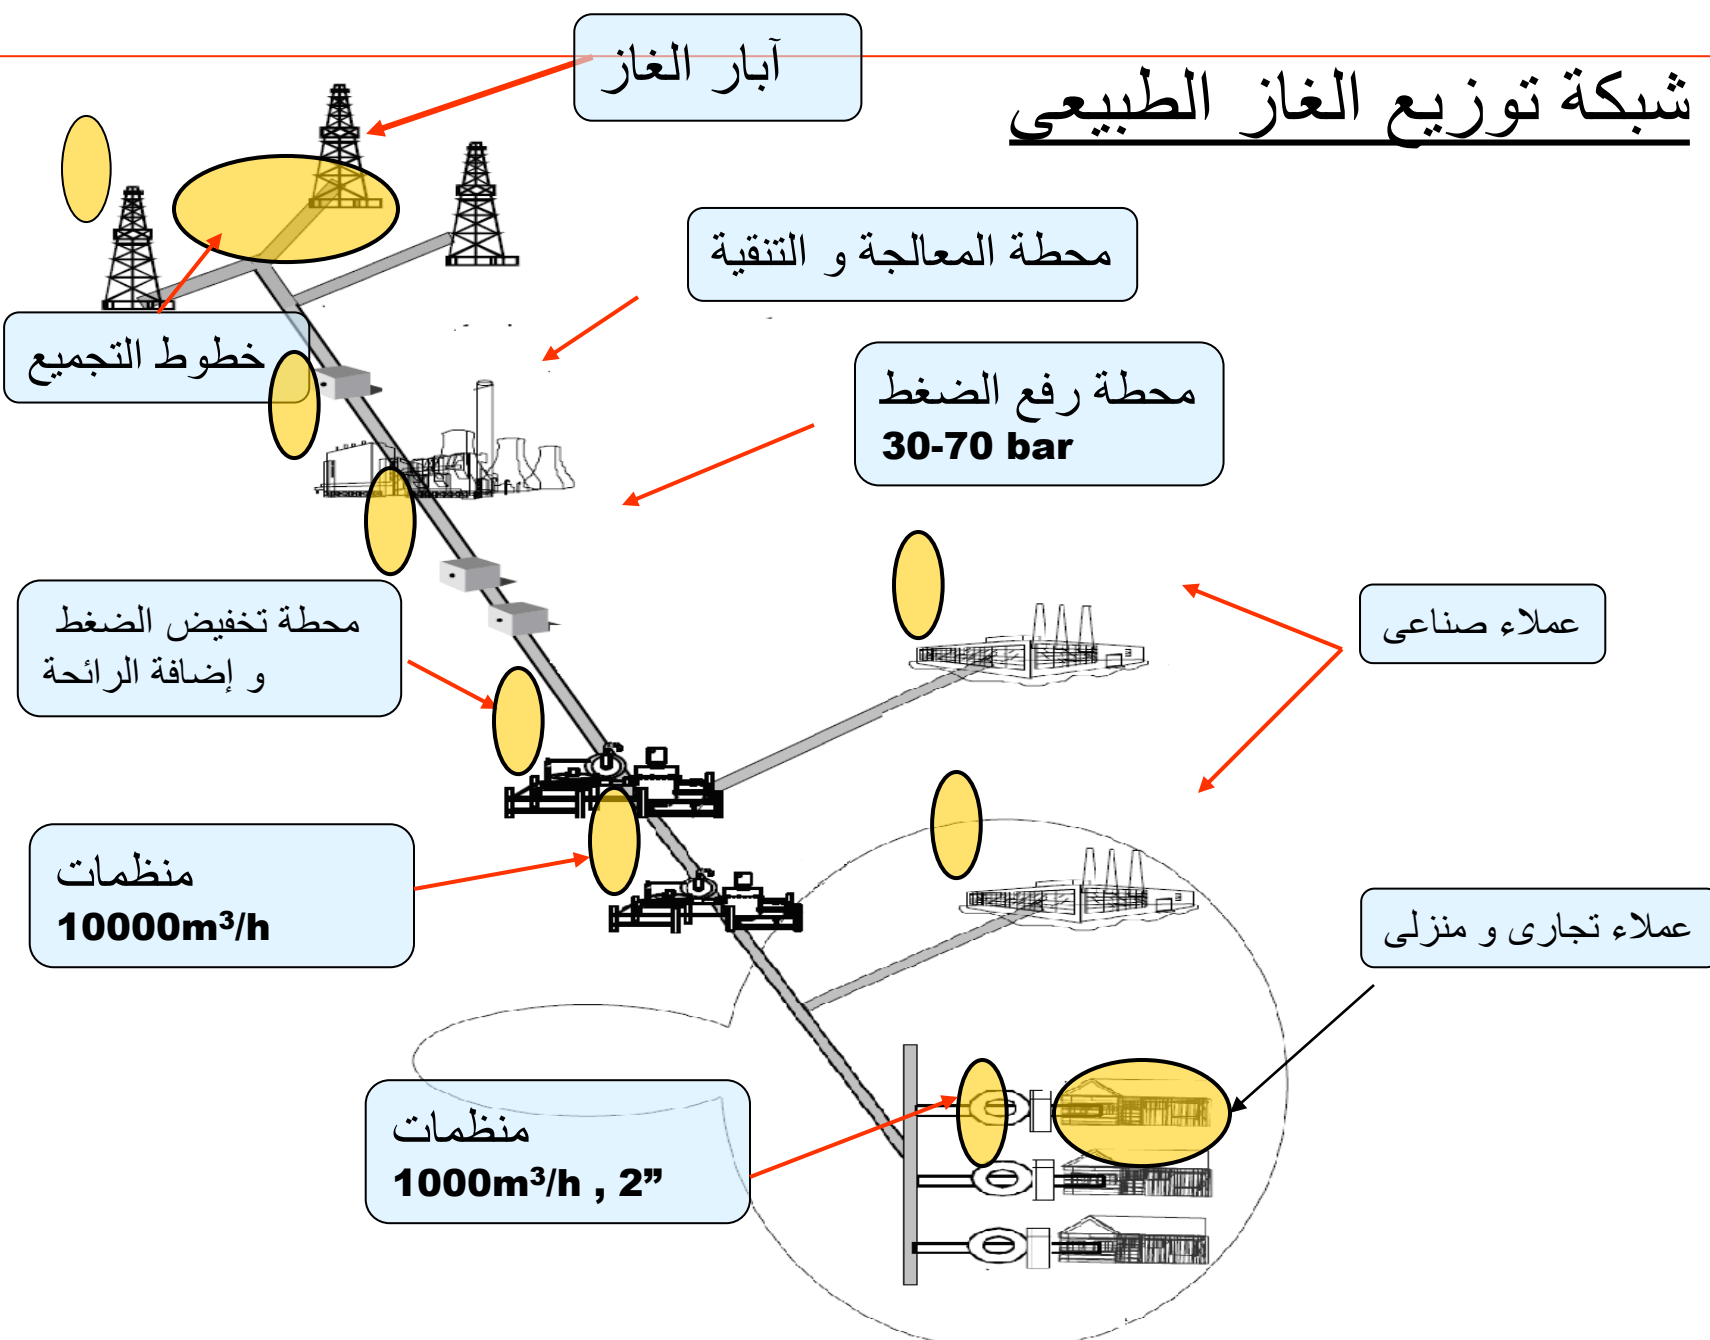 شبكة توزيع الغاز الطبيعى
آبار الغاز
محطة المعالجة و التنقية
خطوط التجميع
محطة رفع الضغط
30-70 bar
محطة تخفيض الضغط
و إضافة الرائحة
عملاء صناعى
منظمات
10000m³/h
عملاء تجارى و منزلى
منظمات
1000m³/h , 2”